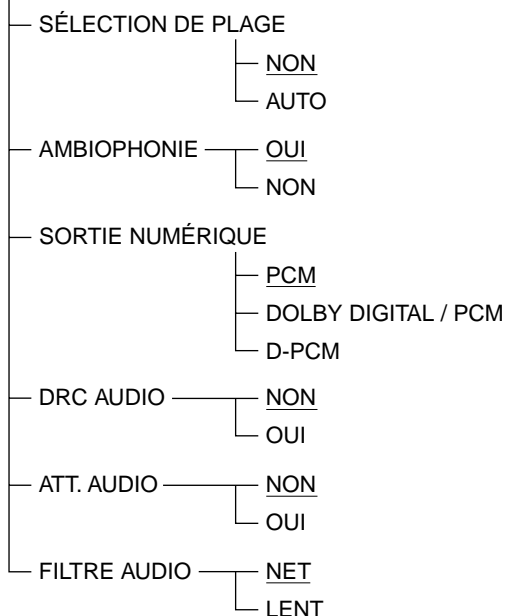 SÉLECTION DE PLAGE
NON
AUTO
AMBIOPHONIE OUI
NON
SORTIE NUMÉRIQUE
PCM
DOLBY DIGITAL / PCM
D-PCM
DRC AUDIO NON
OUI
ATT. AUDIO NON
OUI
FILTRE AUDIO NET
LENT